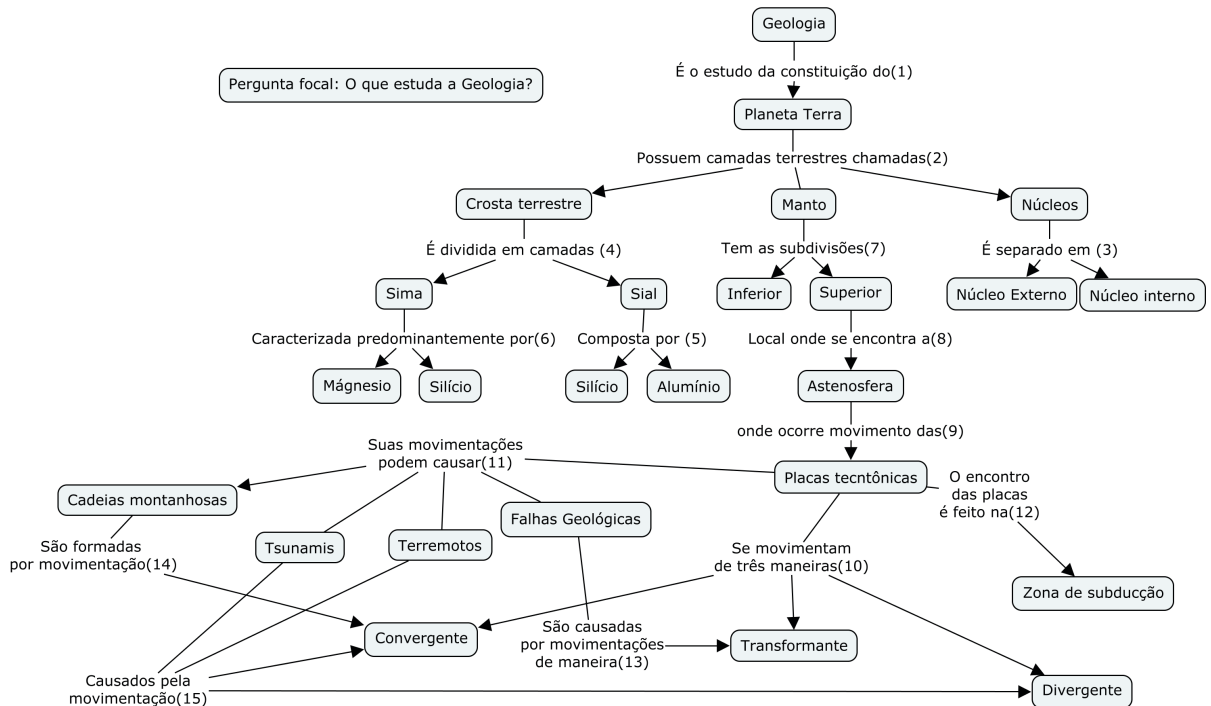 Geologia
É o estudo da constituição do(1)
Pergunta focal: O que estuda a Geologia?
Planeta Terra
Possuem camadas terrestres chamadas(2)
Crosta terrestre
Manto
Núcleos
É dividida em camadas (4)
Tem as subdivisões(7)
É separado em (3)
Sima
Sial
Inferior
Superior
Núcleo Externo
Núcleo interno
Caracterizada predominantemente por(6)
Composta por (5)
Local onde se encontra a(8)
Mágnesio
Silício
Silício
Alumínio
Astenosfera
onde ocorre movimento das(9)
Suas movimentações
podem causar(11)
Placas tecntônicas
O encontro
das placas
é feito na(12)
Cadeias montanhosas
Falhas Geológicas
Tsunamis
Terremotos
São formadas
por movimentação(14)
Se movimentam
de três maneiras(10)
Zona de subducção
Convergente
São causadas
por movimentações
de maneira(13)
Transformante
Causados pela
movimentação(15)
Divergente